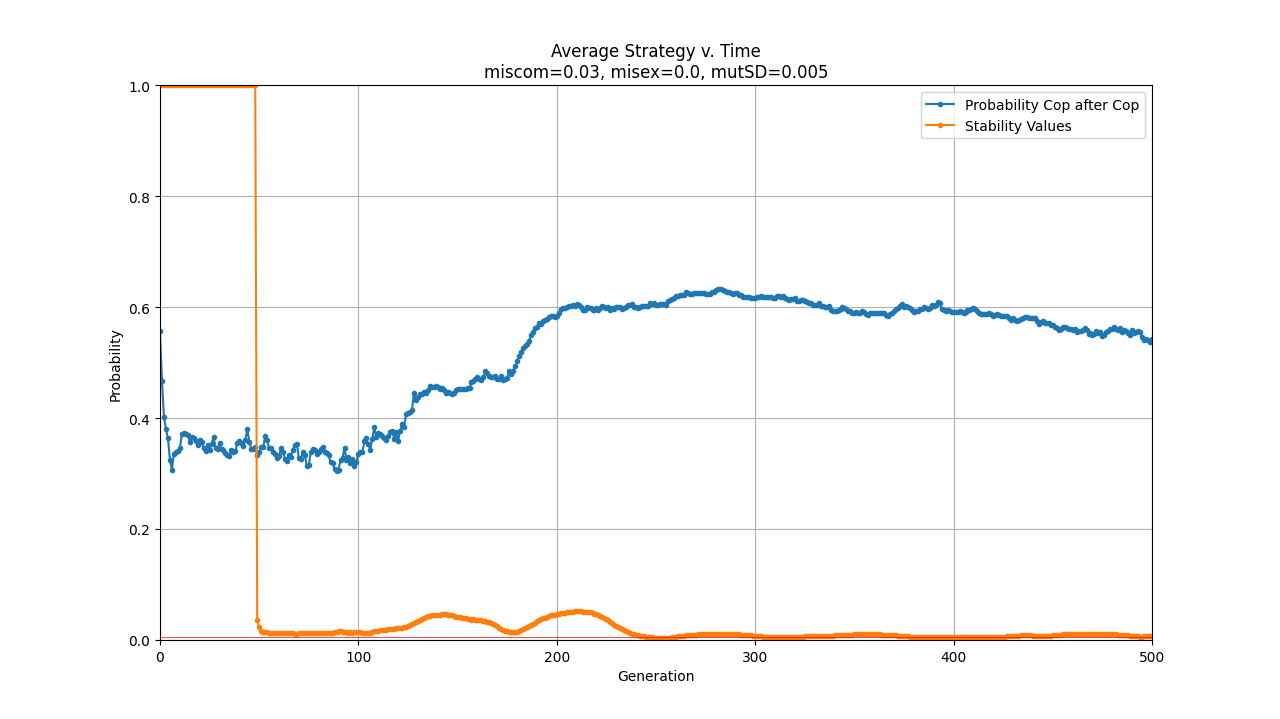 Average Strategy v. Time
miscom=0.03, misex=0.0, mutSD=0.005
Probability Cop after Cop
Stability Values
Probability
1.0
0.8
0.6
0.4
0.2
0.0
0 100 200 300 400 500
Generation